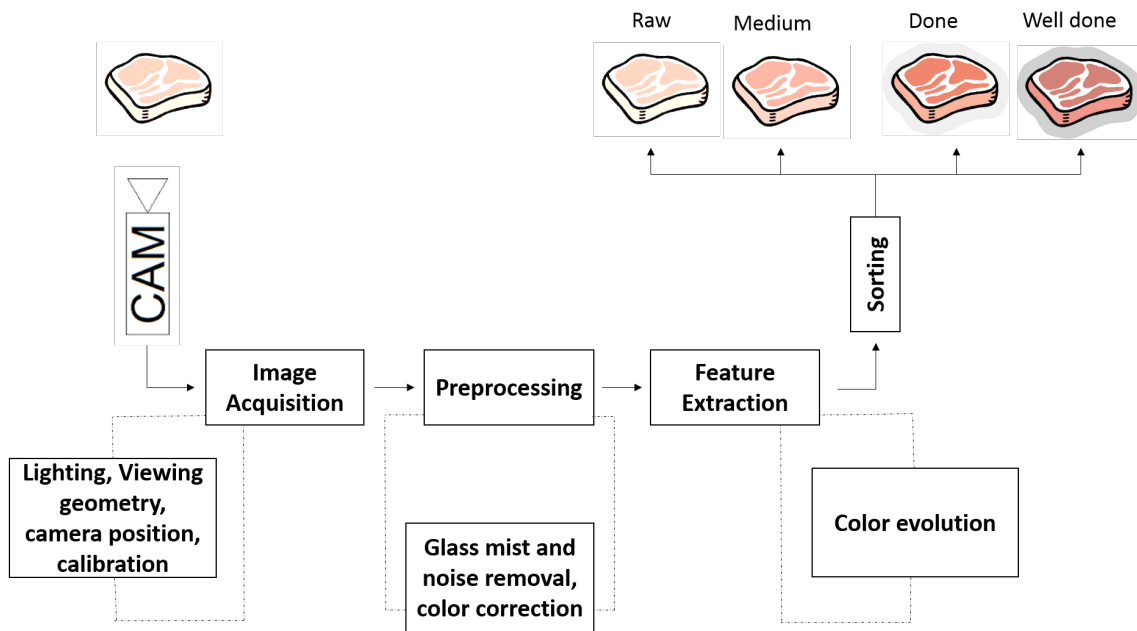 Raw
Medium
Done
Well done
CAM
Sorting
Image
Acquisition
Preprocessing
Feature
Extraction
Lighting, Viewing
geometry,
camera position,
calibration
Glass mist and
noise removal,
color correction
Color evolution